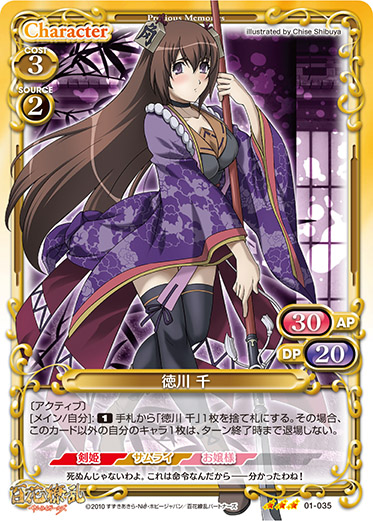 Precious Memories
Character
illustrated by Chise Shibuya
COST
3
SOURCE
2
30 AP
DP 20
徳川 千
〔アクティブ〕
[メイン/自分]: 1 手札から「徳川 千」1枚を捨て札にする。その場合、
このカード以外の自分のキャラ1枚は、ターン終了時まで退場しない。
剣姫 サムライ お嬢様
死ぬんじゃないわよ。これは命令なんだから――分かったわね!
百花繚乱
©2010 すずきあきら・Niθ・ホビージャパン/百花繚乱パートナーズ
01-035